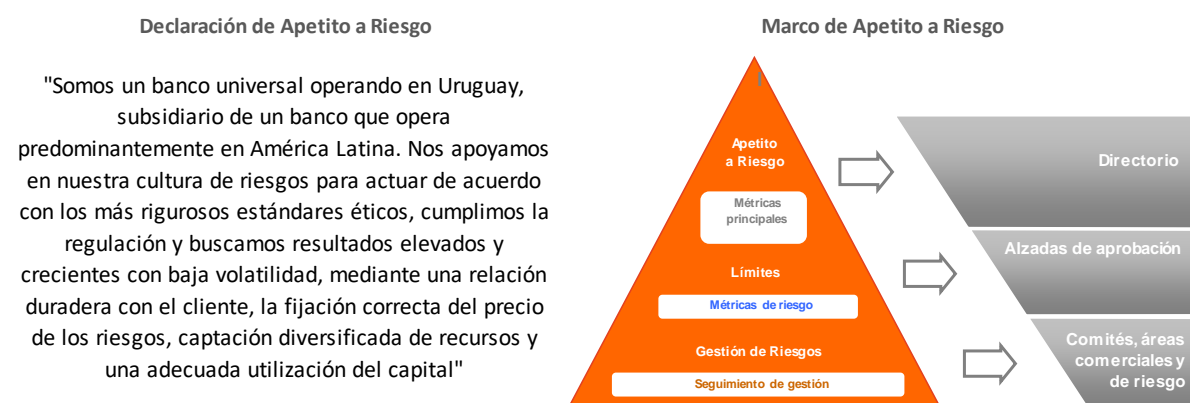 Declaración de Apetito a Riesgo
"Somos un banco universal operando en Uruguay,
subsidiario de un banco que opera
predominantemente en América Latina. Nos apoyamos
en nuestra cultura de riesgos para actuar de acuerdo
con los más rigurosos estándares éticos, cumplimos la
regulación y buscamos resultados elevados y
crecientes con baja volatilidad, mediante una relación
duradera con el cliente, la fijación correcta del precio
de los riesgos, captación diversificada de recursos y
una adecuada utilización del capital"
Marco de Apetito a Riesgo
Apetito
a Riesgo
Métricas
principales
Límites
Métricas de riesgo
Gestión de Riesgos
Seguimiento de gestión
Directorio
Alzadas de aprobación
Comités, áreas
comerciales y
de riesgo